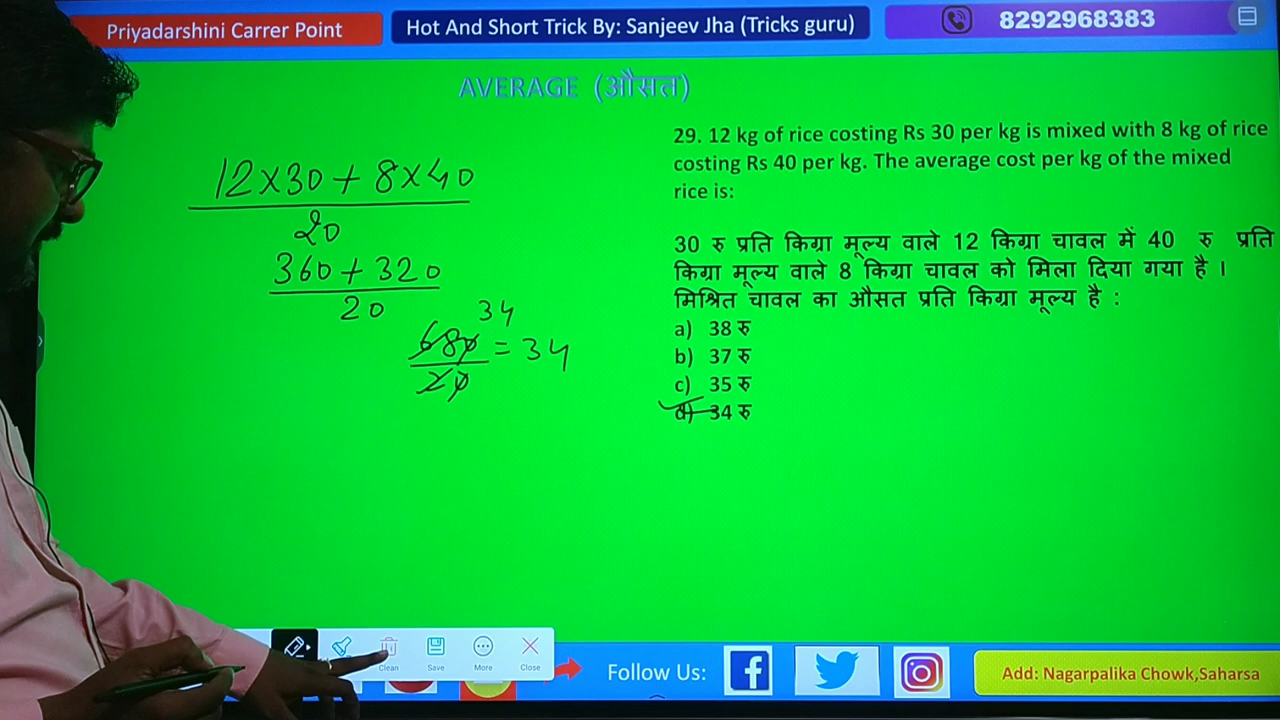 Priyadarshini Carrer Point
Hot And Short Trick By: Sanjeev Jha (Tricks guru)
8292968383
AVERAGE (औसत)
12×30+8×40
20
360+320
20
34
680 = 34
20
29. 12 kg of rice costing Rs 30 per kg is mixed with 8 kg of rice
costing Rs 40 per kg. The average cost per kg of the mixed
rice is:
30 रु प्रति किग्रा मूल्य वाले 12 किग्रा चावल में 40 रु प्रति
किग्रा मूल्य वाले 8 किग्रा चावल को मिला दिया गया है ।
मिश्रित चावल का औसत प्रति किग्रा मूल्य है :
a) 38 रु
b) 37 रु
c) 35 रु
d) 34 रु
Clean
Save
More
Close
Follow Us:
Add: Nagarpalika Chowk,Saharsa